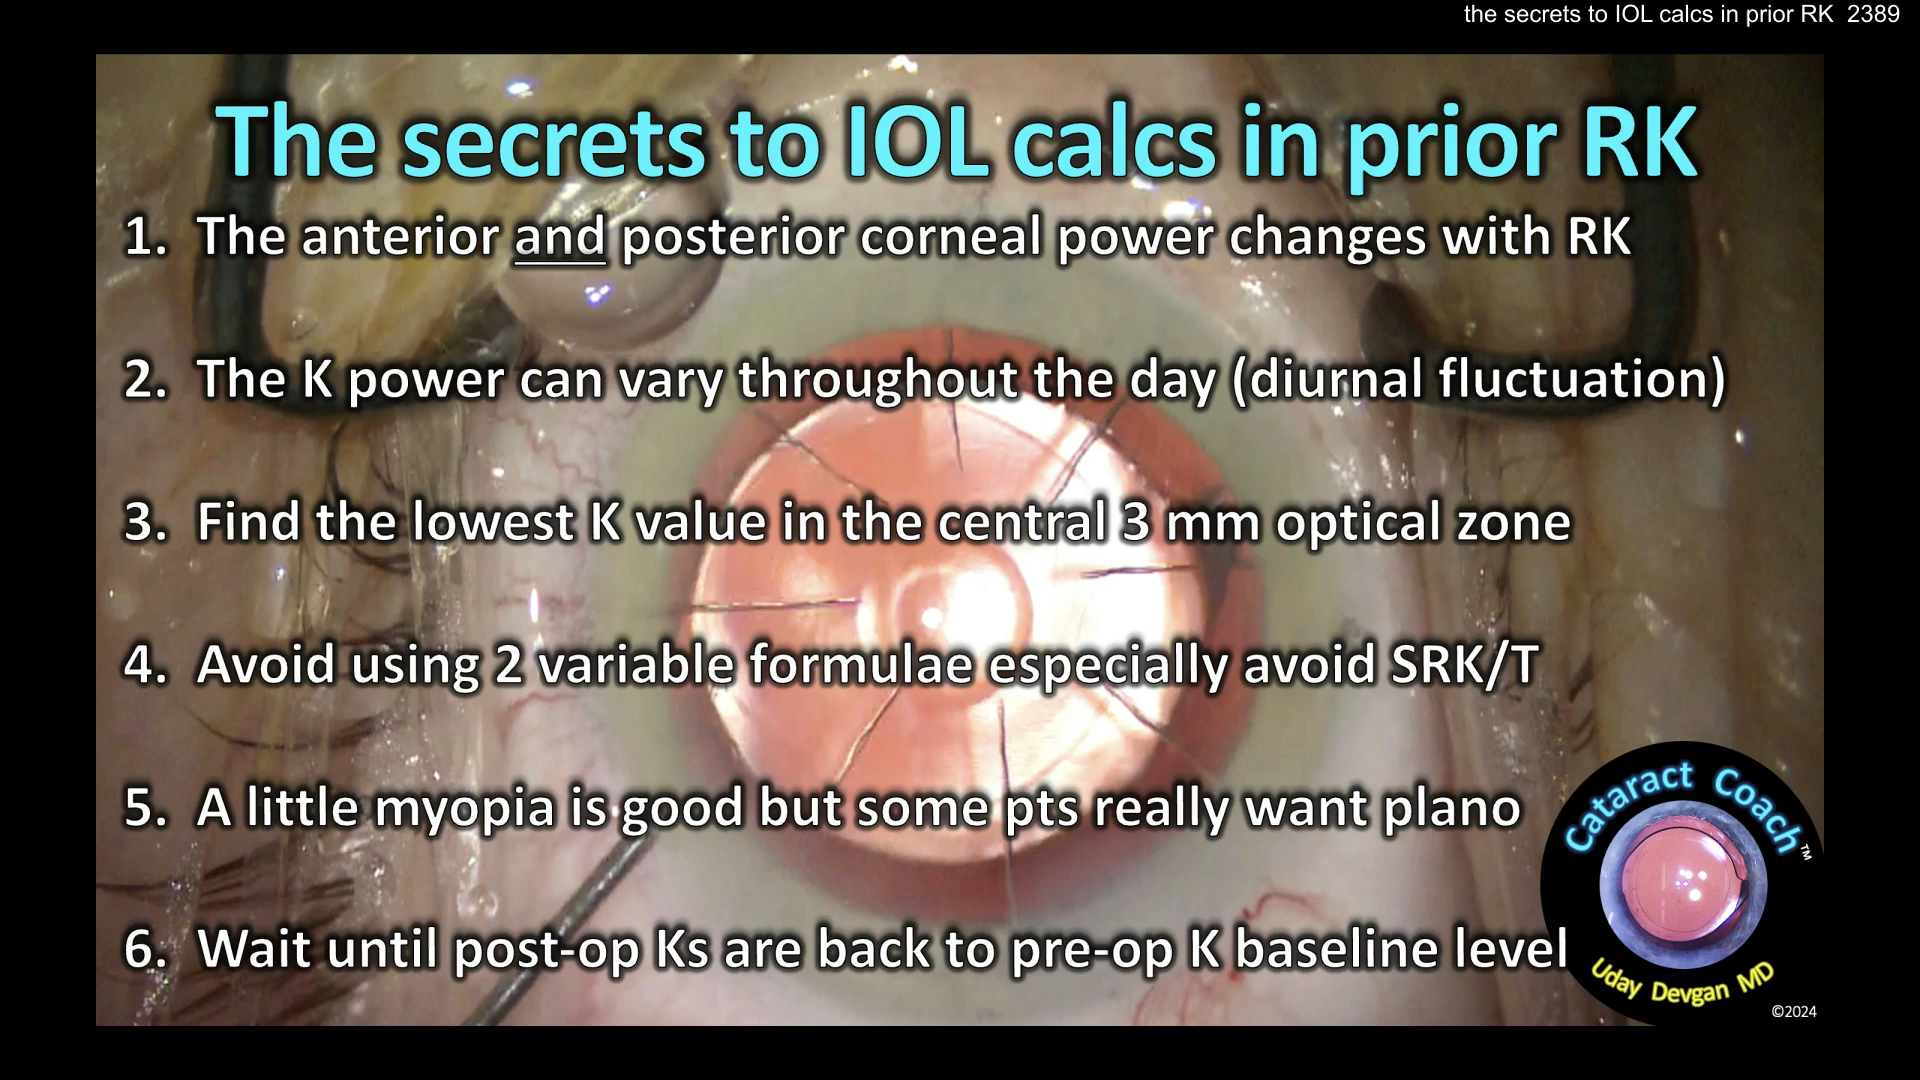 the secrets to IOL calcs in prior RK  2389
The secrets to IOL calcs in prior RK
1. The anterior and posterior corneal power changes with RK
2. The K power can vary throughout the day (diurnal fluctuation)
3. Find the lowest K value in the central 3 mm optical zone
4. Avoid using 2 variable formulae especially avoid SRK/T
5. A little myopia is good but some pts really want plano
6. Wait until post-op Ks are back to pre-op K baseline level
Cataract Coach™
Uday Devgan MD
©2024